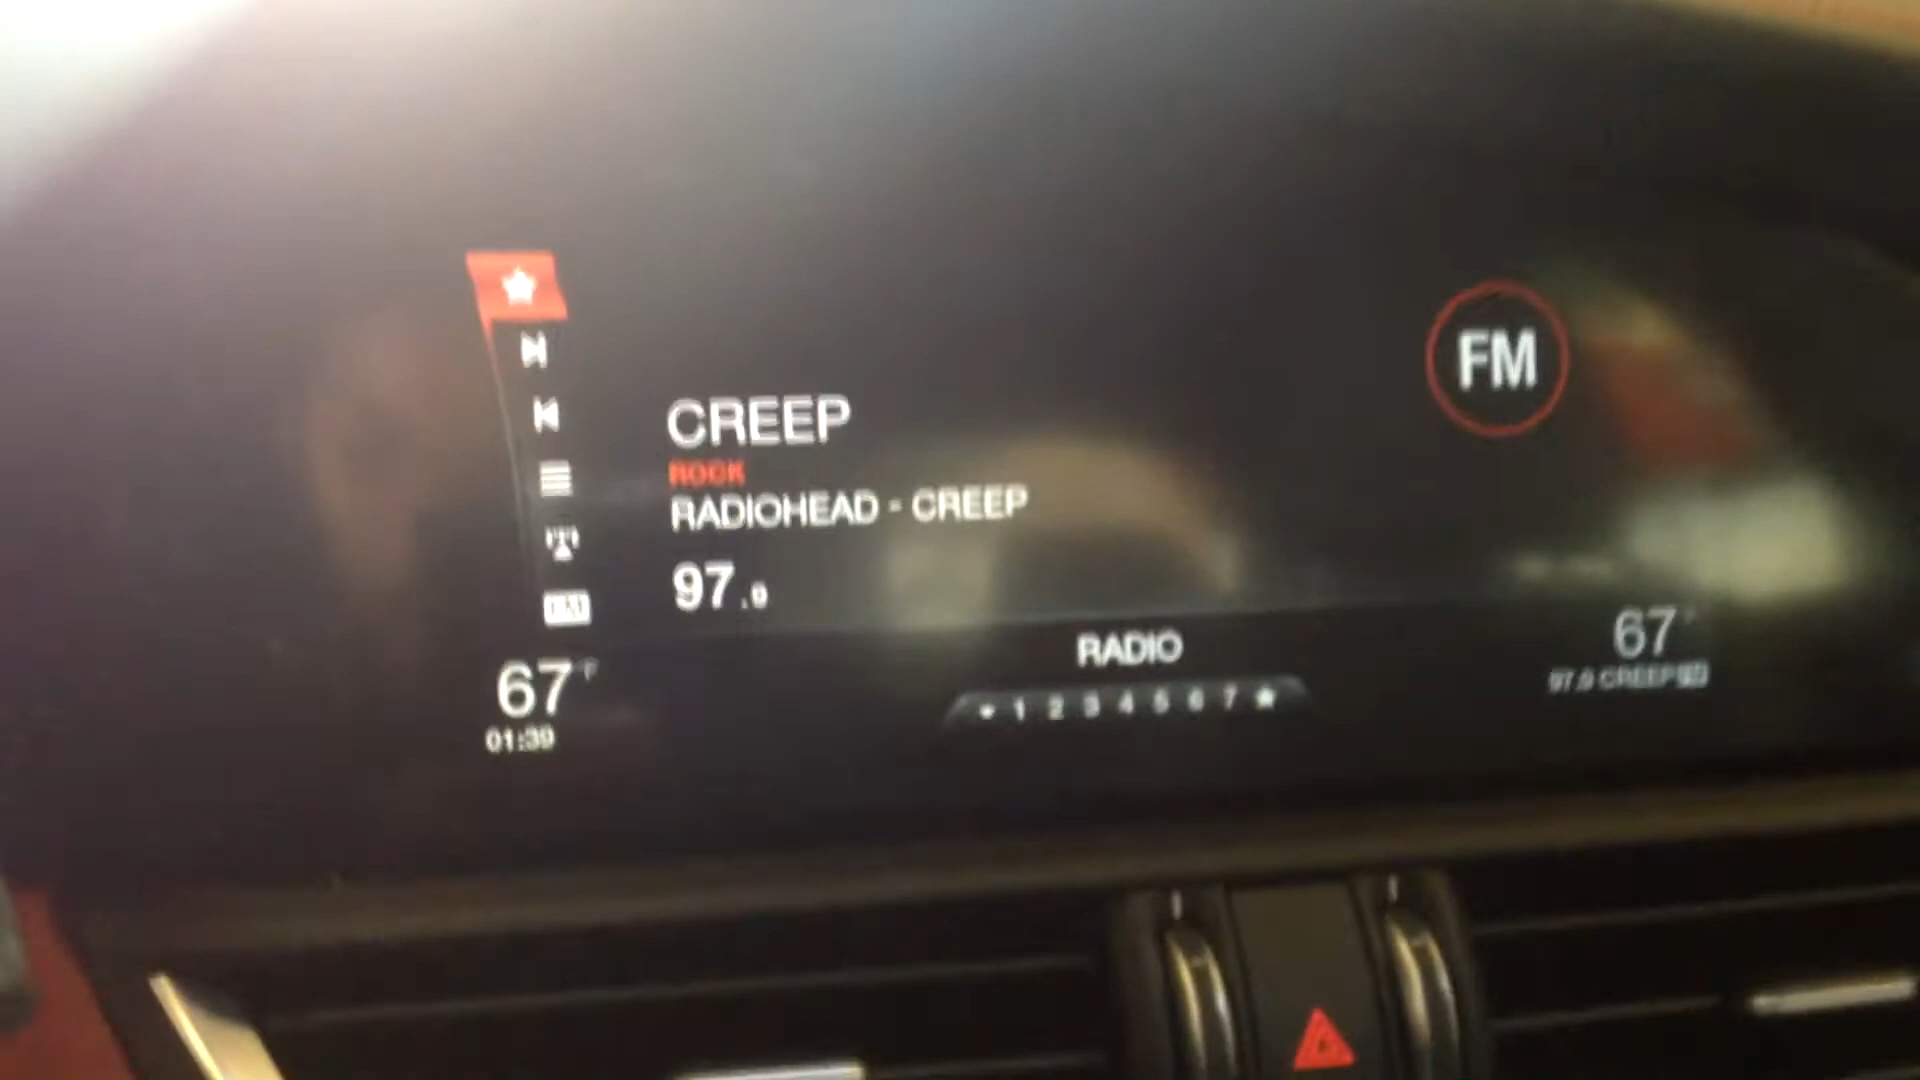 FM
CREEP
ROCK
RADIOHEAD - CREEP
97.9
RADIO
1 2 3 4 5 6 7
67°F
01:39
67°
97.9 CREEP